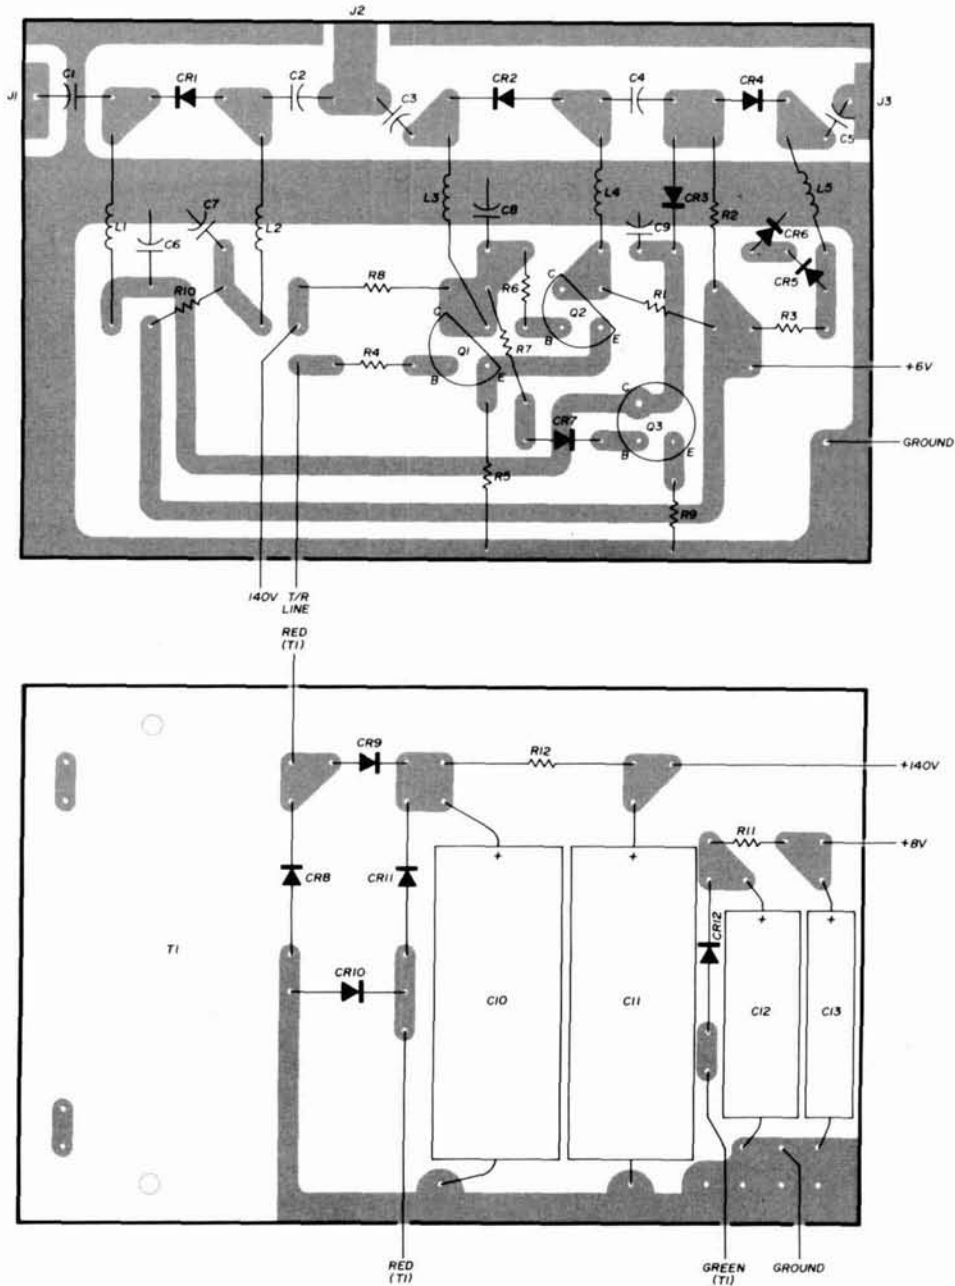 J2
J1
C1
CR1
C2
C3
CR2
C4
CR4
J3
C5
L1
C6
C7
L2
R10
R8
L3
C8
R6
L4
C9
CR3
R2
L5
CR6
CR5
R3
R1
C
Q2
B
E
C
Q1
B
E
R7
R4
+6V
C
Q3
B
E
CR7
R5
R9
GROUND
140V
T/R
LINE
RED
(T1)
CR9
R12
+140V
R11
+8V
CR8
CR11
+
+
+
+
CR12
T1
CR10
C10
C11
C12
C13
RED
(T1)
GREEN
(T1)
GROUND